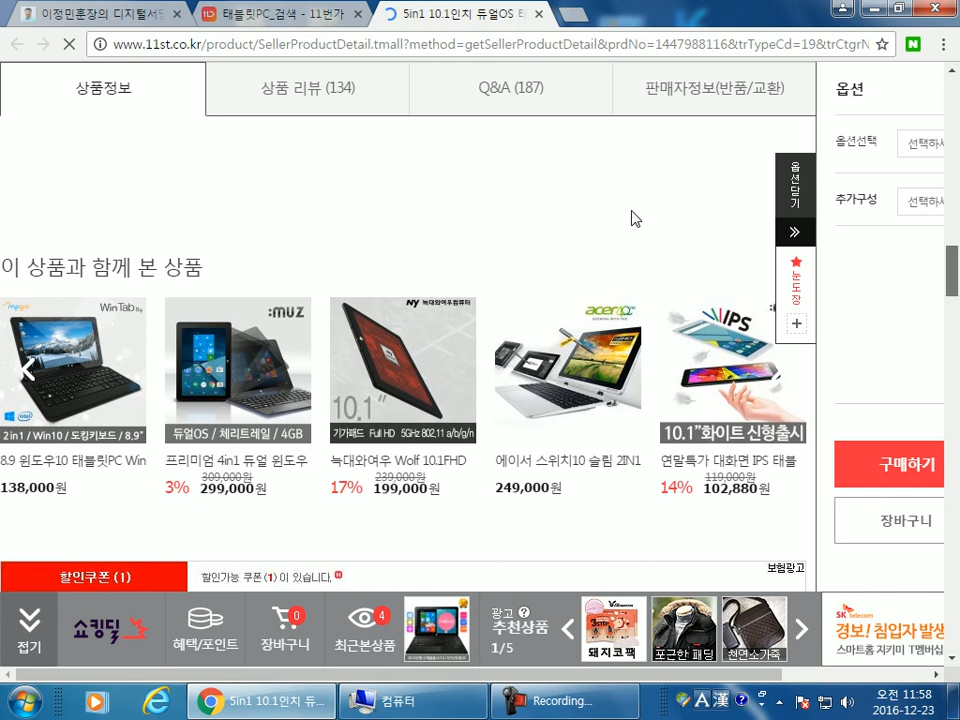 이정민훈장의 디지털서당
태블릿PC_검색 - 11번가
5in1 10.1인치 듀얼OS 태
www.11st.co.kr/product/SellerProductDetail.tmall?method=getSellerProductDetail&prdNo=1447988116&trTypeCd=19&trCtgrN
상품정보
상품 리뷰 (134)
Q&A (187)
판매자정보(반품/교환)
옵션
옵션선택
선택하세
추가구성
선택하세
옵션닫기
눈도장
이 상품과 함께 본 상품
mpgio Win Tab
2in1 / Win10 / 도킹키보드 / 8.9"
:MUZ
듀얼OS / 체리트레일 / 4GB
NY 늑대와여우컴퓨터
10.1"
기가패드 Full HD 5GHz 802.11 a/b/g/n
acer
IPS
10.1"화이트 신형출시
8.9 윈도우10 태블릿PC Win
138,000원
프리미엄 4in1 듀얼 윈도우
3% 309,000원
299,000원
늑대와여우 Wolf 10.1FHD
17% 239,000원
199,000원
에이서 스위치10 슬림 2IN1
249,000원
연말특가 대화면 IPS 태블
14% 119,000원
102,880원
구매하기
장바구니
할인쿠폰 (1)
할인가능 쿠폰(1)이 있습니다.
보험광고
접기
쇼킹딜
혜택/포인트
장바구니
0
최근본상품
4
광고
추천상품
1/5
돼지코팩
포근한 패딩
천연소가죽
SK Telecom
경보! 침입자 발생
스마트홈 지키미 T멤버십
5in1 10.1인치 듀...
컴퓨터
Recording...
A 漢
오전 11:58
2016-12-23